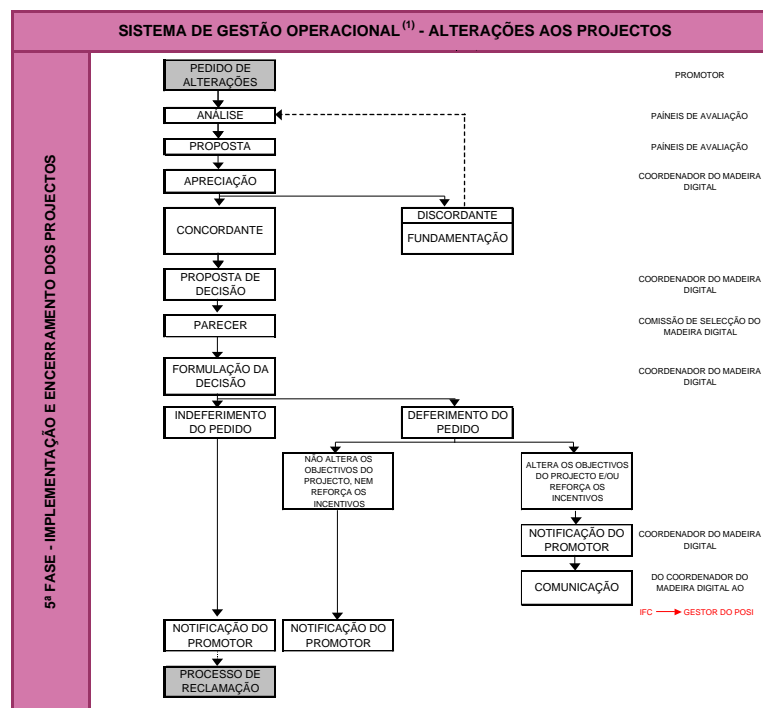 SISTEMA DE GESTÃO OPERACIONAL (1) - ALTERAÇÕES AOS PROJECTOS
5ª FASE - IMPLEMENTAÇÃO E ENCERRAMENTO DOS PROJECTOS
PEDIDO DE
ALTERAÇÕES
PROMOTOR
ANÁLISE
PAÍNEIS DE AVALIAÇÃO
PROPOSTA
PAÍNEIS DE AVALIAÇÃO
APRECIAÇÃO
COORDENADOR DO MADEIRA
DIGITAL
CONCORDANTE
DISCORDANTE
FUNDAMENTAÇÃO
PROPOSTA DE
DECISÃO
COORDENADOR DO MADEIRA
DIGITAL
PARECER
COMISSÃO DE SELECÇÃO DO
MADEIRA DIGITAL
FORMULAÇÃO DA
DECISÃO
COORDENADOR DO MADEIRA
DIGITAL
INDEFERIMENTO
DO PEDIDO
DEFERIMENTO DO
PEDIDO
NÃO ALTERA OS
OBJECTIVOS DO
PROJECTO, NEM
REFORÇA OS
INCENTIVOS
ALTERA OS OBJECTIVOS
DO PROJECTO E/OU
REFORÇA OS
INCENTIVOS
NOTIFICAÇÃO DO
PROMOTOR
COORDENADOR DO MADEIRA
DIGITAL
COMUNICAÇÃO
DO COORDENADOR DO
MADEIRA DIGITAL AO
IFC GESTOR DO POSI
NOTIFICAÇÃO DO
PROMOTOR
NOTIFICAÇÃO DO
PROMOTOR
PROCESSO DE
RECLAMAÇÃO